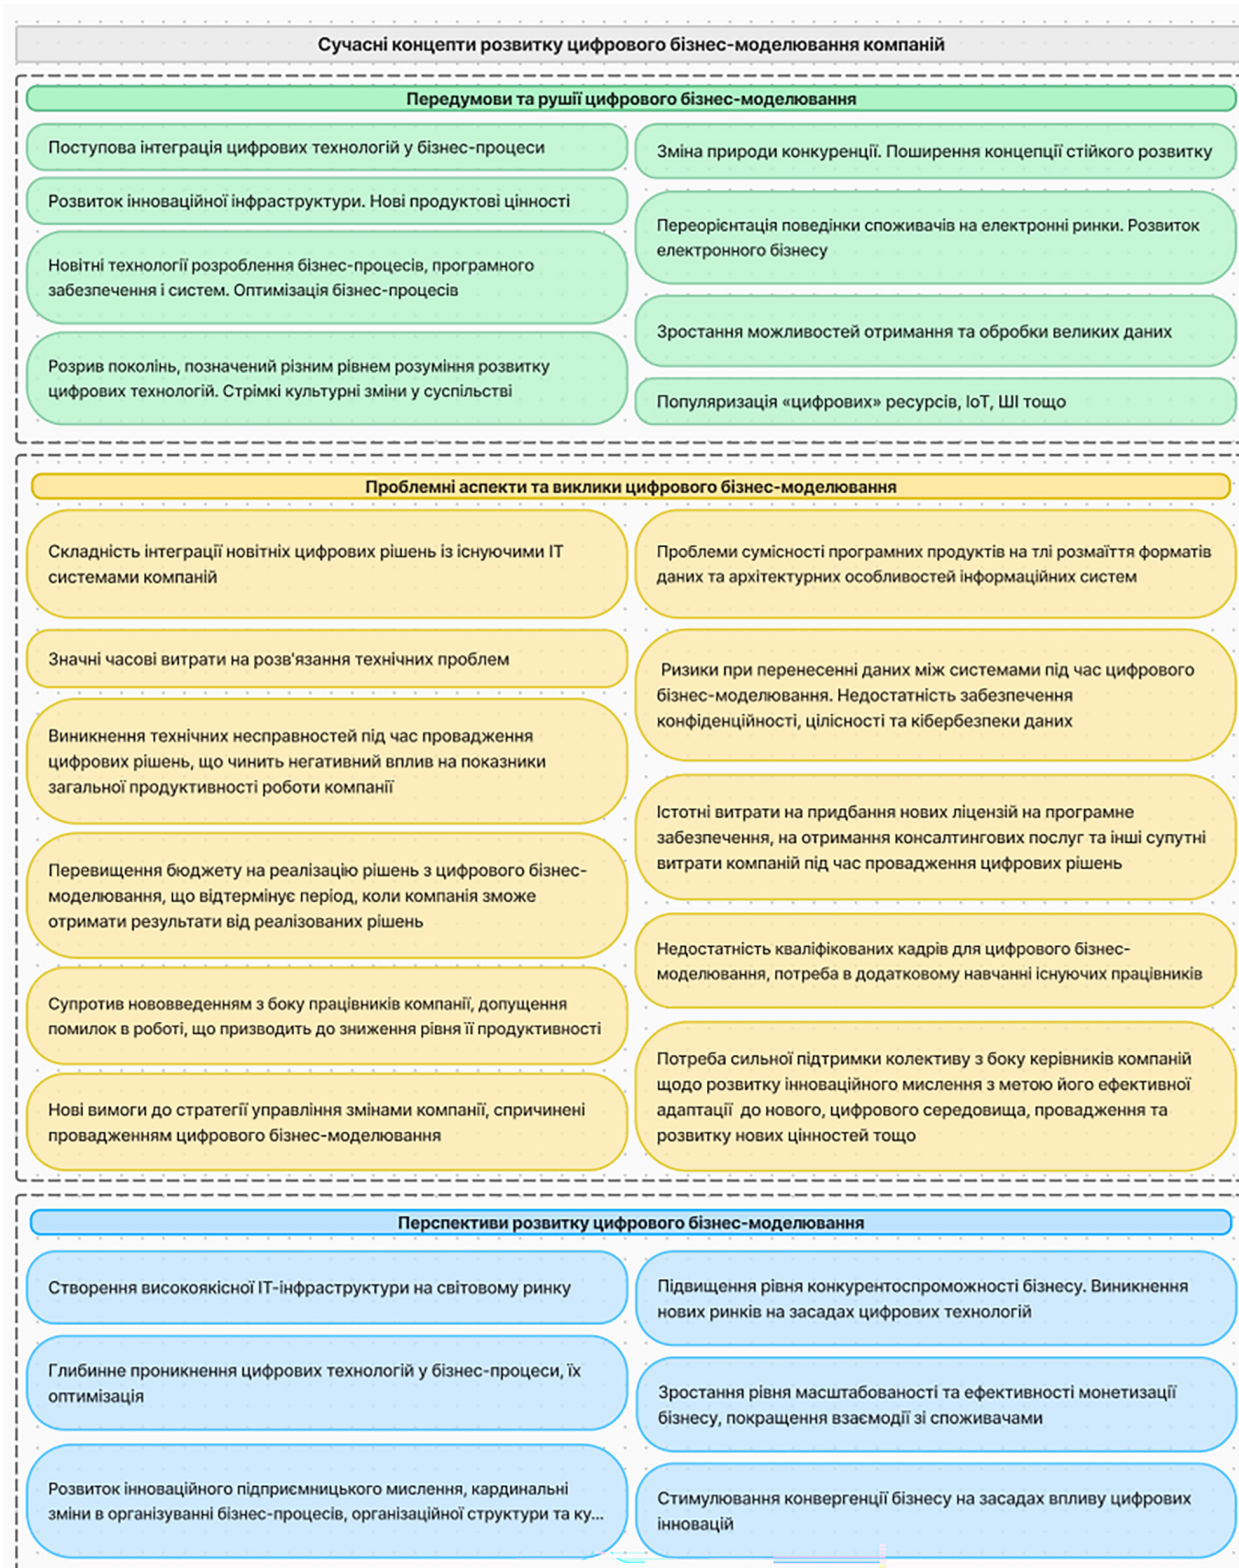 Сучасні концепти розвитку цифрового бізнес-моделювання компаній
Передумови та рушії цифрового бізнес-моделювання
Поступова інтеграція цифрових технологій у бізнес-процеси
Розвиток інноваційної інфраструктури. Нові продуктові цінності
Новітні технології розроблення бізнес-процесів, програмного
забезпечення і систем. Оптимізація бізнес-процесів
Розрив поколінь, позначений різним рівнем розуміння розвитку
цифрових технологій. Стрімкі культурні зміни у суспільстві
Зміна природи конкуренції. Поширення концепції стійкого розвитку
Переорієнтація поведінки споживачів на електронні ринки. Розвиток
електронного бізнесу
Зростання можливостей отримання та обробки великих даних
Популяризація «цифрових» ресурсів, IoT, ШІ тощо
Проблемні аспекти та виклики цифрового бізнес-моделювання
Складність інтеграції новітніх цифрових рішень із існуючими ІТ
системами компаній
Значні часові витрати на розв'язання технічних проблем
Виникнення технічних несправностей під час провадження
цифрових рішень, що чинить негативний вплив на показники
загальної продуктивності роботи компанії
Перевищення бюджету на реалізацію рішень з цифрового бізнес-
моделювання, що відтермінує період, коли компанія зможе
отримати результати від реалізованих рішень
Супротив нововведенням з боку працівників компанії, допущення
помилок в роботі, що призводить до зниження рівня її продуктивності
Нові вимоги до стратегії управління змінами компанії, спричинені
провадженням цифрового бізнес-моделювання
Проблеми сумісності програмних продуктів на тлі розмаїття форматів
даних та архітектурних особливостей інформаційних систем
Ризики при перенесенні даних між системами під час цифрового
бізнес-моделювання. Недостатність забезпечення
конфіденційності, цілісності та кібербезпеки даних
Істотні витрати на придбання нових ліцензій на програмне
забезпечення, на отримання консалтингових послуг та інші супутні
витрати компаній під час провадження цифрових рішень
Недостатність кваліфікованих кадрів для цифрового бізнес-
моделювання, потреба в додатковому навчанні існуючих працівників
Потреба сильної підтримки колективу з боку керівників компаній
щодо розвитку інноваційного мислення з метою його ефективної
адаптації до нового, цифрового середовища, провадження та
розвитку нових цінностей тощо
Перспективи розвитку цифрового бізнес-моделювання
Створення високоякісної ІТ-інфраструктури на світовому ринку
Глибинне проникнення цифрових технологій у бізнес-процеси, їх
оптимізація
Розвиток інноваційного підприємницького мислення, кардинальні
зміни в організуванні бізнес-процесів, організаційної структури та ку...
Підвищення рівня конкурентоспроможності бізнесу. Виникнення
нових ринків на засадах цифрових технологій
Зростання рівня масштабованості та ефективності монетизації
бізнесу, покращення взаємодії зі споживачами
Стимулювання конвергенції бізнесу на засадах впливу цифрових
інновацій